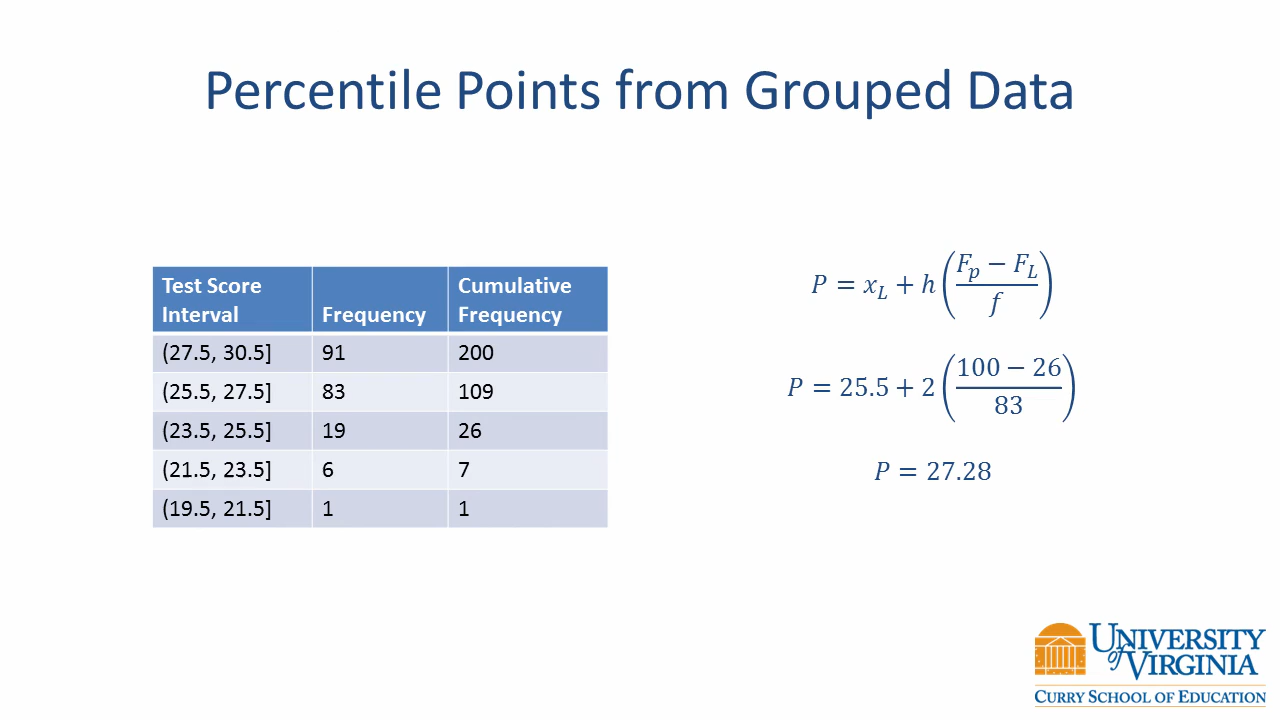 Percentile Points from Grouped Data
Test Score Interval | Frequency | Cumulative Frequency
(27.5, 30.5] | 91 | 200
(25.5, 27.5] | 83 | 109
(23.5, 25.5] | 19 | 26
(21.5, 23.5] | 6 | 7
(19.5, 21.5] | 1 | 1
P = x_L + h((F_p − F_L)/f)
P = 25.5 + 2((100 − 26)/83)
P = 27.28
UNIVERSITY
of VIRGINIA
CURRY SCHOOL OF EDUCATION